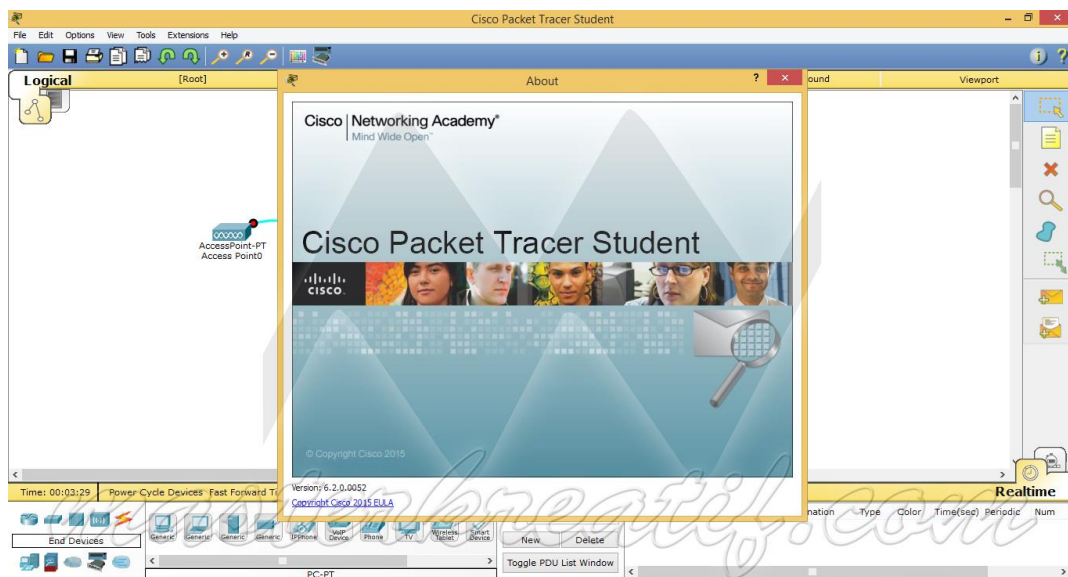 Cisco Packet Tracer Student
File Edit Options View Tools Extensions Help
Logical
[Root]
About
ound
Viewport
Cisco Networking Academy®
Mind Wide Open™
AccessPoint-PT
Access Point0
Cisco Packet Tracer Student
CISCO
© Copyright Cisco 2015
Version: 6.2.0.0052
Copyright Cisco 2015 EULA
Time: 00:03:29 Power Cycle Devices Fast Forward Ti
Realtime
nation Type Color Time(sec) Periodic Num
End Devices
Generic Generic Generic Generic IPPhone VoIP Device Phone TV Wireless Tablet Smart Device
New Delete
Toggle PDU List Window
PC-PT
masterkreatif.com